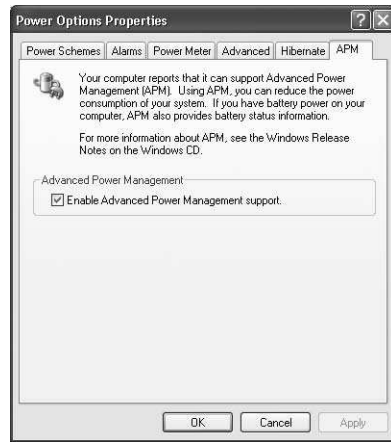 Power Options Properties
Power Schemes Alarms Power Meter Advanced Hibernate APM
Your computer reports that it can support Advanced Power
Management (APM). Using APM, you can reduce the power
consumption of your system. If you have battery power on your
computer, APM also provides battery status information.
For more information about APM, see the Windows Release
Notes on the Windows CD.
Advanced Power Management
Enable Advanced Power Management support.
OK Cancel Apply